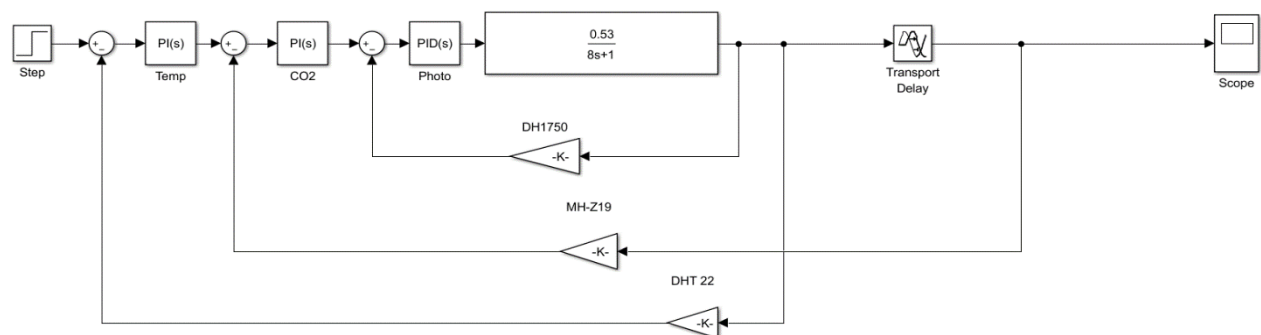 Step
+
−
PI(s)
Temp
+
−
PI(s)
CO2
+
−
PID(s)
Photo
0.53
8s+1
Transport
Delay
Scope
DH1750
-K-
MH-Z19
-K-
DHT 22
-K-